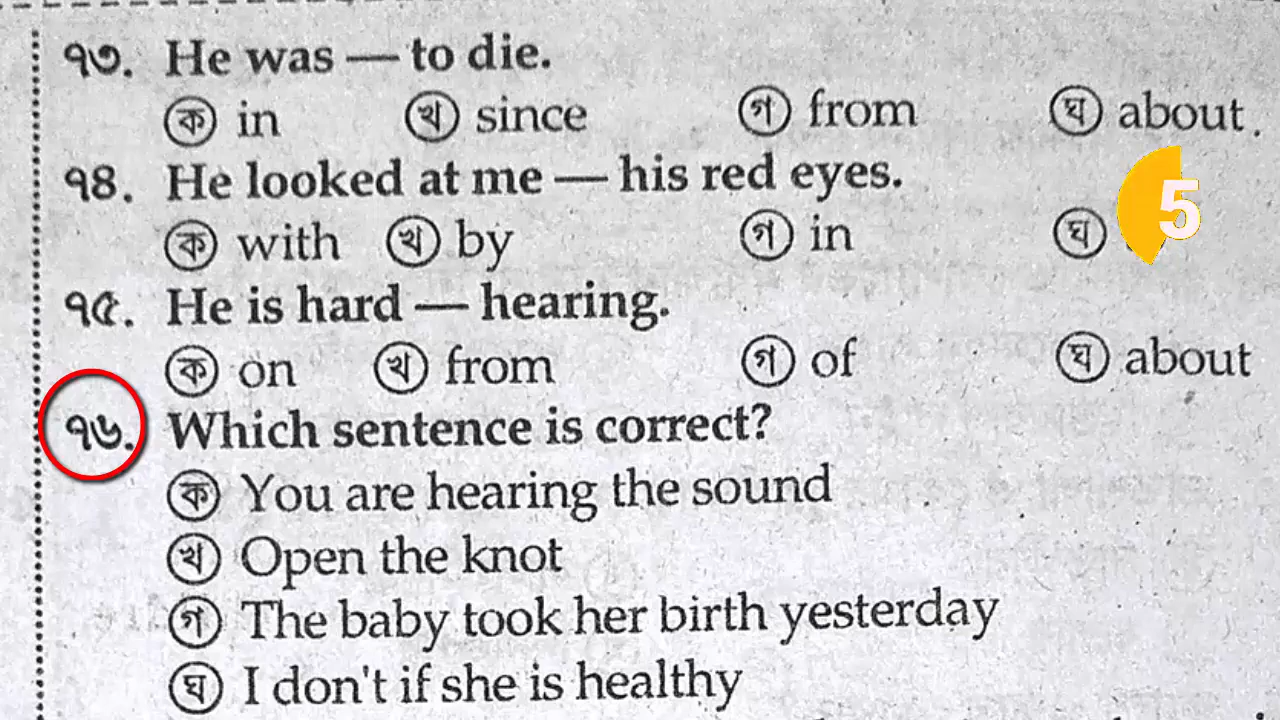 ৭৩. He was — to die.
ক in খ since গ from ঘ about.
৭৪. He looked at me — his red eyes.
ক with খ by গ in ঘ 5
৭৫. He is hard — hearing.
ক on খ from গ of ঘ about
৭৬. Which sentence is correct?
ক You are hearing the sound
খ Open the knot
গ The baby took her birth yesterday
ঘ I don't if she is healthy